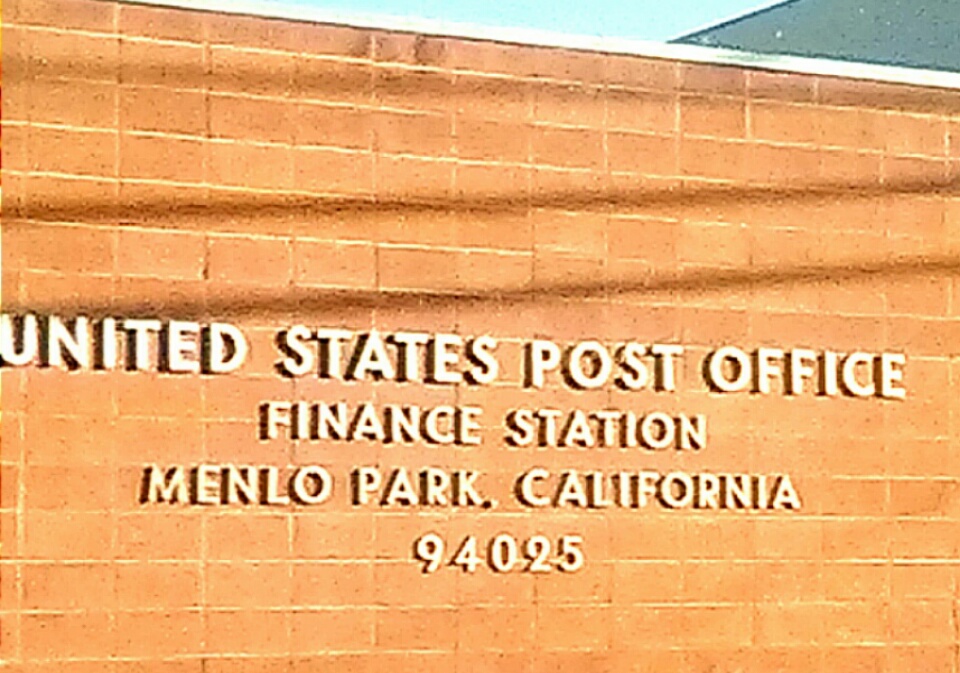 UNITED STATES POST OFFICE
FINANCE STATION
MENLO PARK, CALIFORNIA
94025